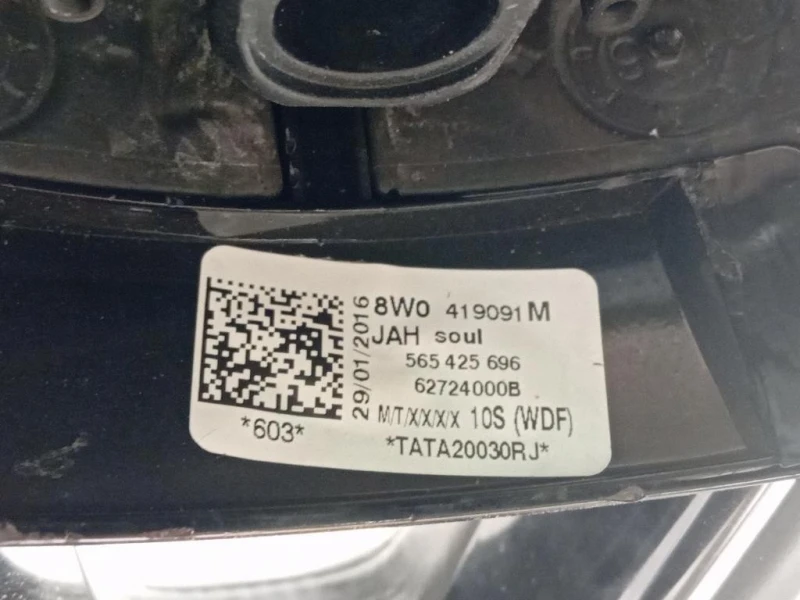 29/01/2016
8W0 419091 M
JAH soul
565 425 696
62724000B
M/T/X/X/X/X 10S (WDF)
*603*
*TATA20030RJ*